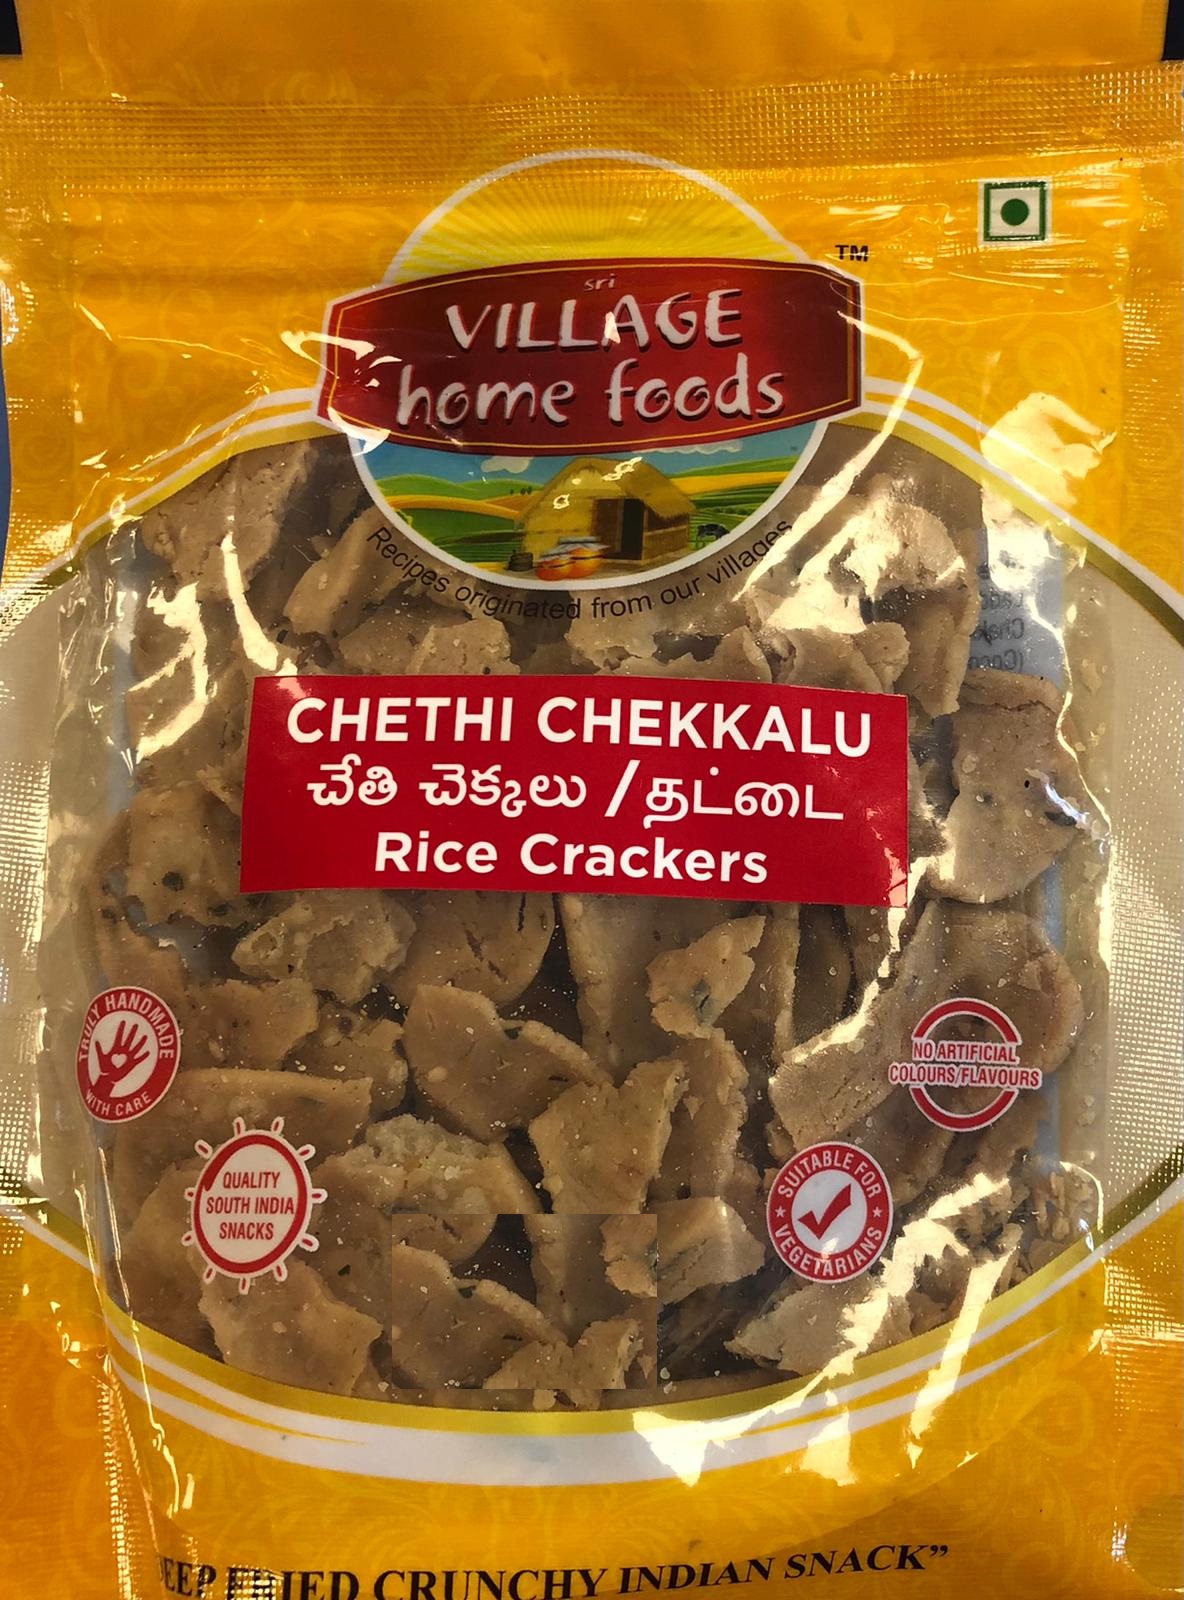 TM
sri
VILLAGE
home foods
Recipes originated from our villages
CHETHI CHEKKALU
చేతి చెక్కలు / தட்டை
Rice Crackers
TRULY HANDMADE
WITH CARE
NO ARTIFICIAL
COLOURS/FLAVOURS
QUALITY
SOUTH INDIA
SNACKS
SUITABLE FOR
VEGETARIANS
FRIED CRUNCHY INDIAN SNACK”